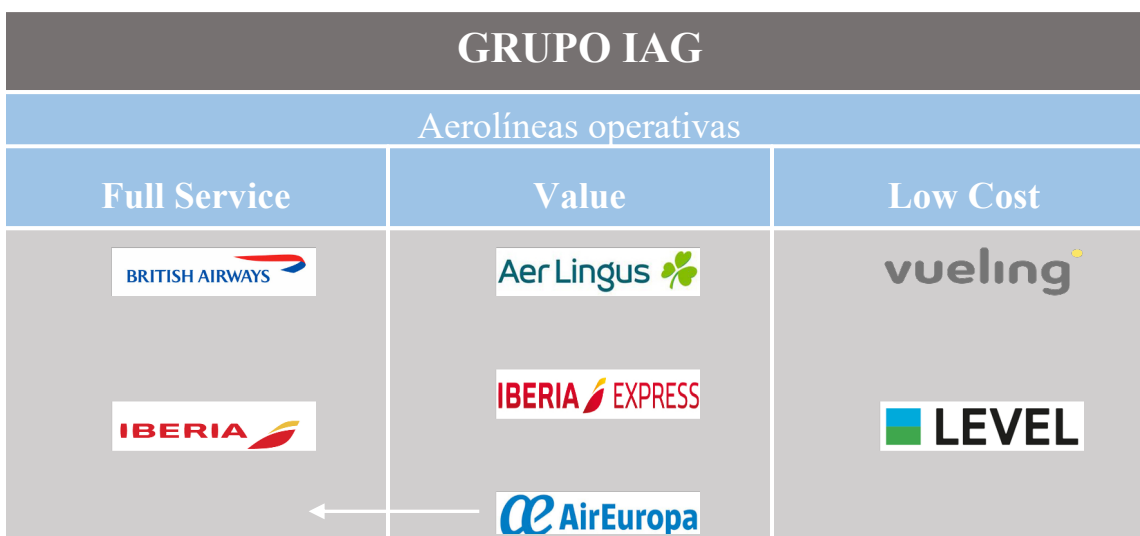 GRUPO IAG
Aerolíneas operativas
Full Service
Value
Low Cost
BRITISH AIRWAYS
Aer Lingus
vueling
IBERIA EXPRESS
IBERIA
LEVEL
AirEuropa